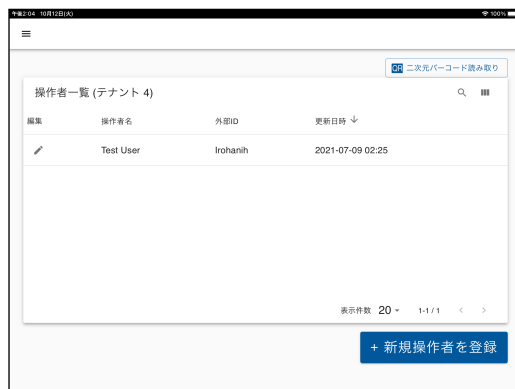 午後2:04 10月12日(火) 100%
QR 二次元バーコード読み取り
操作者一覧 (テナント 4)
編集 操作者名 外部ID 更新日時
Test User Irohanih 2021-07-09 02:25
表示件数 20 1-1 / 1
+ 新規操作者を登録